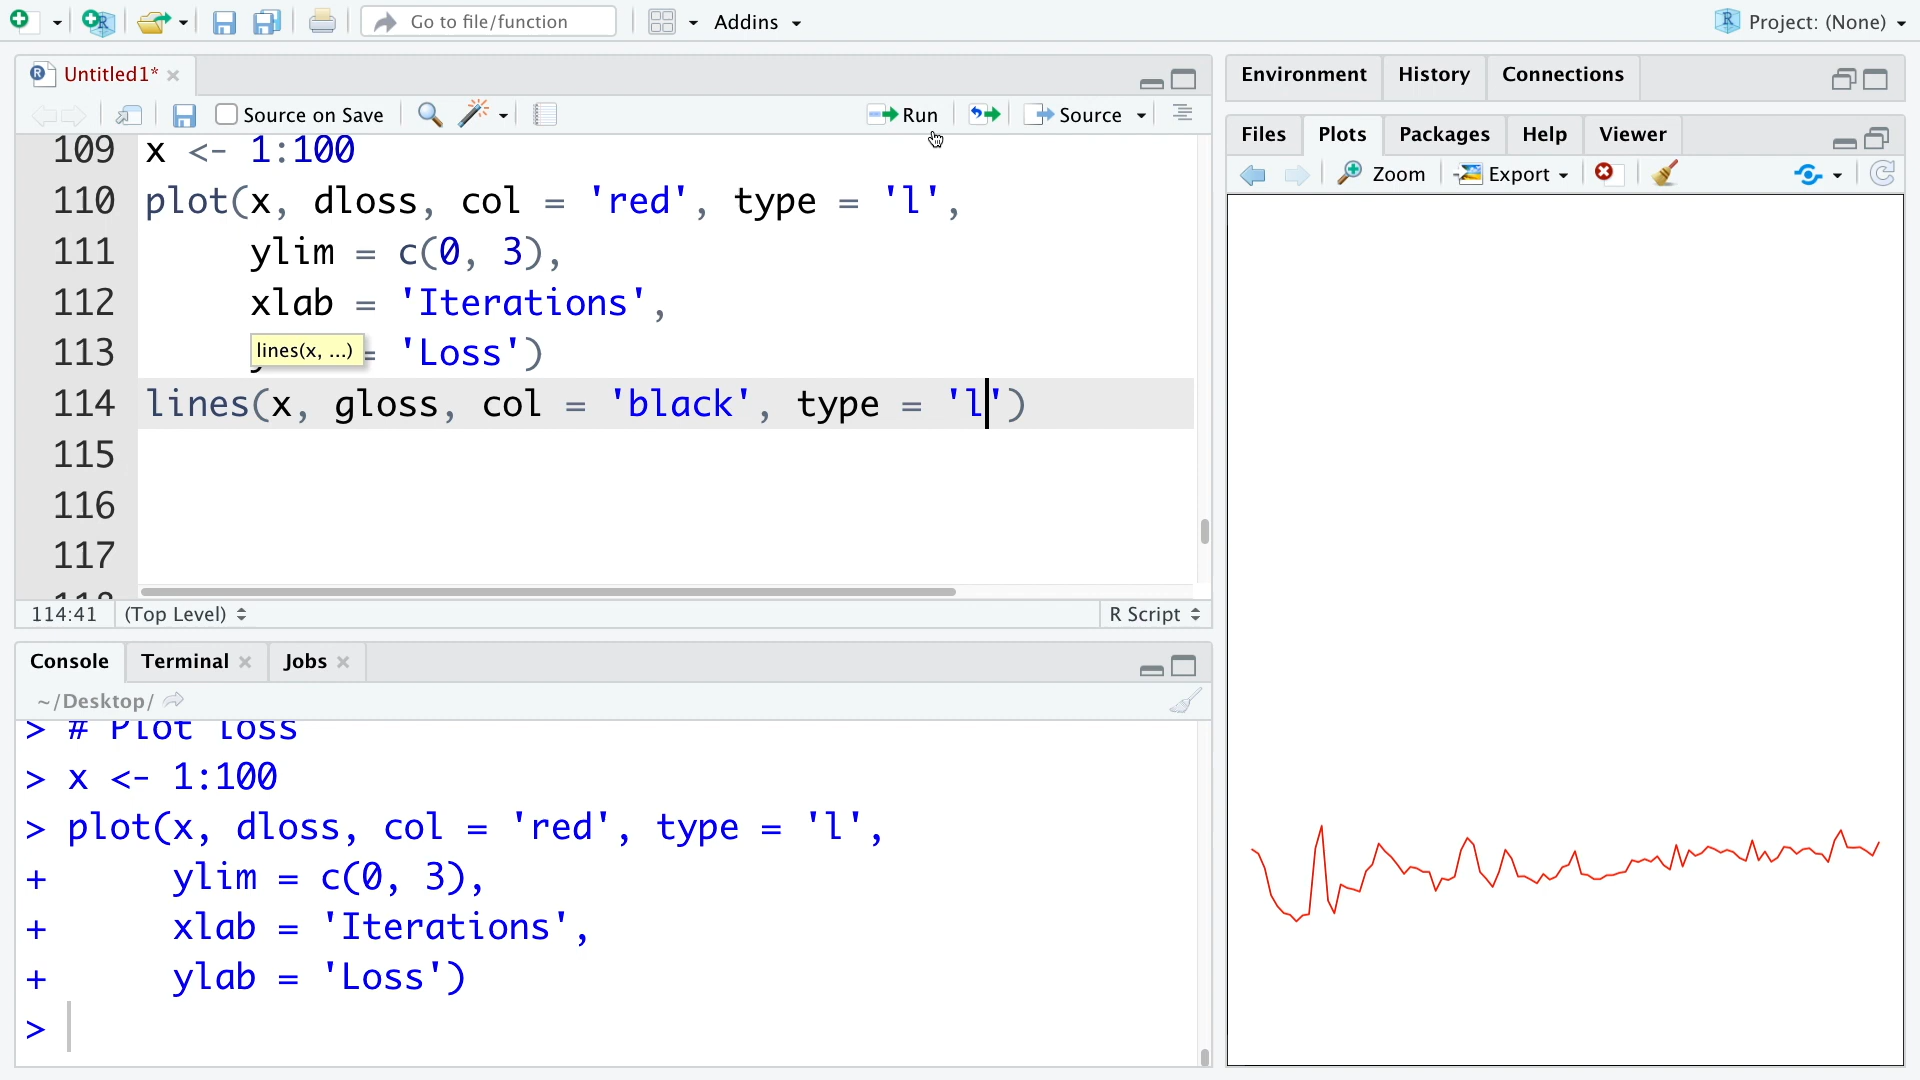 Go to file/function
Addins
Project: (None)
Untitled1*
Source on Save
Run
Source
109 x <- 1:100
110 plot(x, dloss, col = 'red', type = 'l',
111 ylim = c(0, 3),
112 xlab = 'Iterations',
113 = 'Loss')
lines(x, ...)
114 lines(x, gloss, col = 'black', type = 'l')
115
116
117
118
114:41 (Top Level) R Script
Console Terminal Jobs
~/Desktop/
> # Plot loss
> x <- 1:100
> plot(x, dloss, col = 'red', type = 'l',
+ ylim = c(0, 3),
+ xlab = 'Iterations',
+ ylab = 'Loss')
>
Environment History Connections
Files Plots Packages Help Viewer
Zoom Export